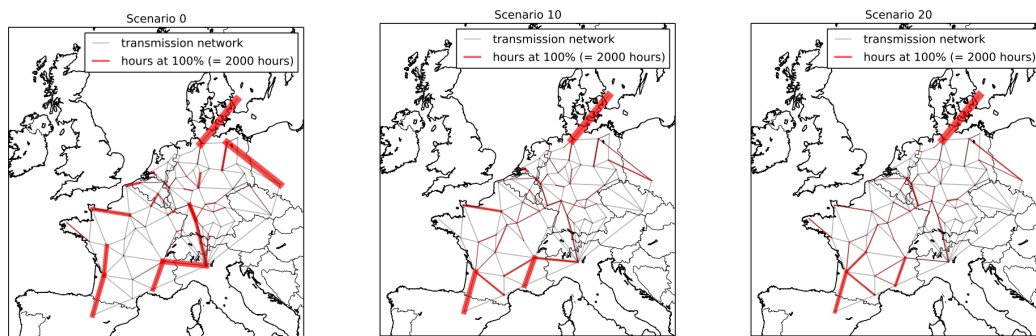 Scenario 0
transmission network
hours at 100% (= 2000 hours)
Scenario 10
transmission network
hours at 100% (= 2000 hours)
Scenario 20
transmission network
hours at 100% (= 2000 hours)